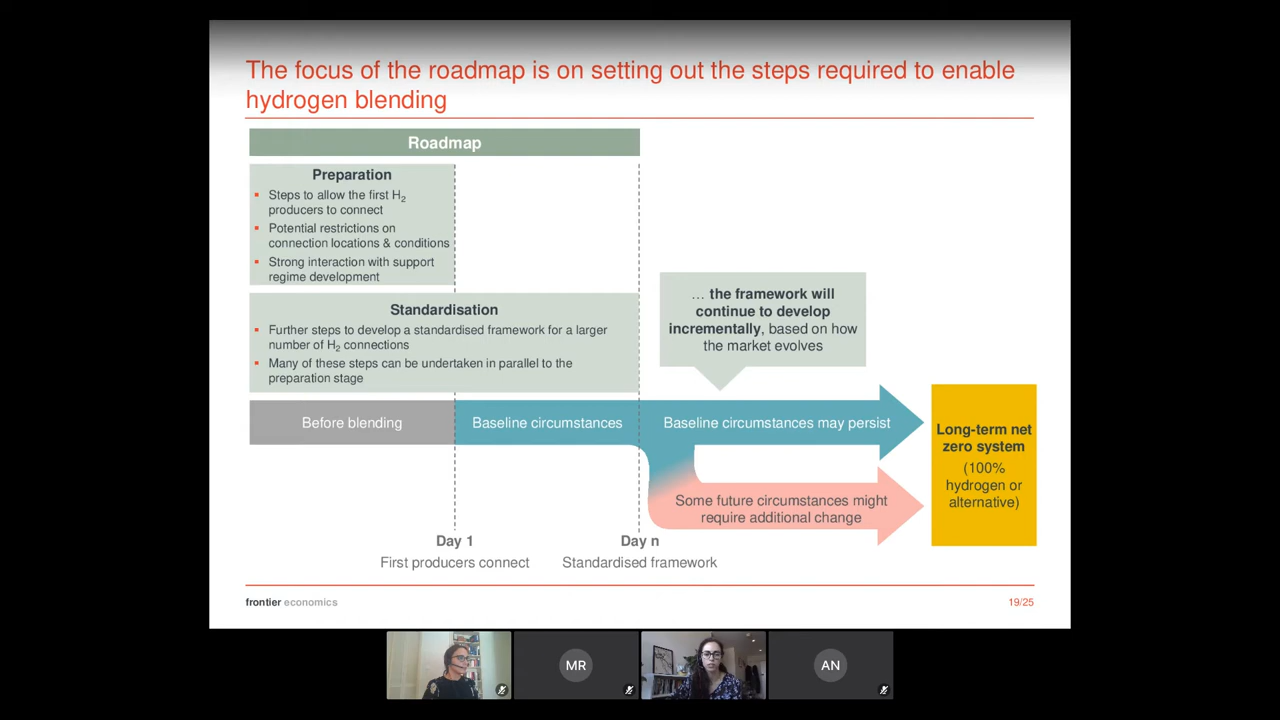 The focus of the roadmap is on setting out the steps required to enable
hydrogen blending
Roadmap
Preparation
▪ Steps to allow the first H₂
producers to connect
▪ Potential restrictions on
connection locations & conditions
▪ Strong interaction with support
regime development
Standardisation
▪ Further steps to develop a standardised framework for a larger
number of H₂ connections
▪ Many of these steps can be undertaken in parallel to the
preparation stage
… the framework will
continue to develop
incrementally, based on how
the market evolves
Before blending
Baseline circumstances
Baseline circumstances may persist
Some future circumstances might
require additional change
Long-term net
zero system
(100%
hydrogen or
alternative)
Day 1
First producers connect
Day n
Standardised framework
frontier economics
19/25
MR
AN